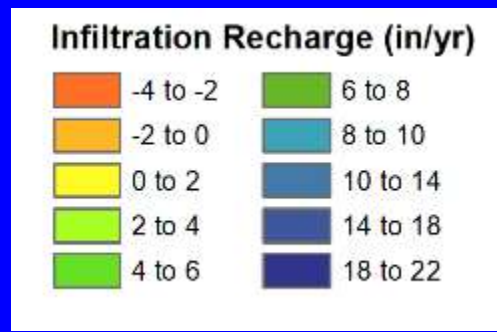 Infiltration Recharge (in/yr)
-4 to -2
-2 to 0
0 to 2
2 to 4
4 to 6
6 to 8
8 to 10
10 to 14
14 to 18
18 to 22